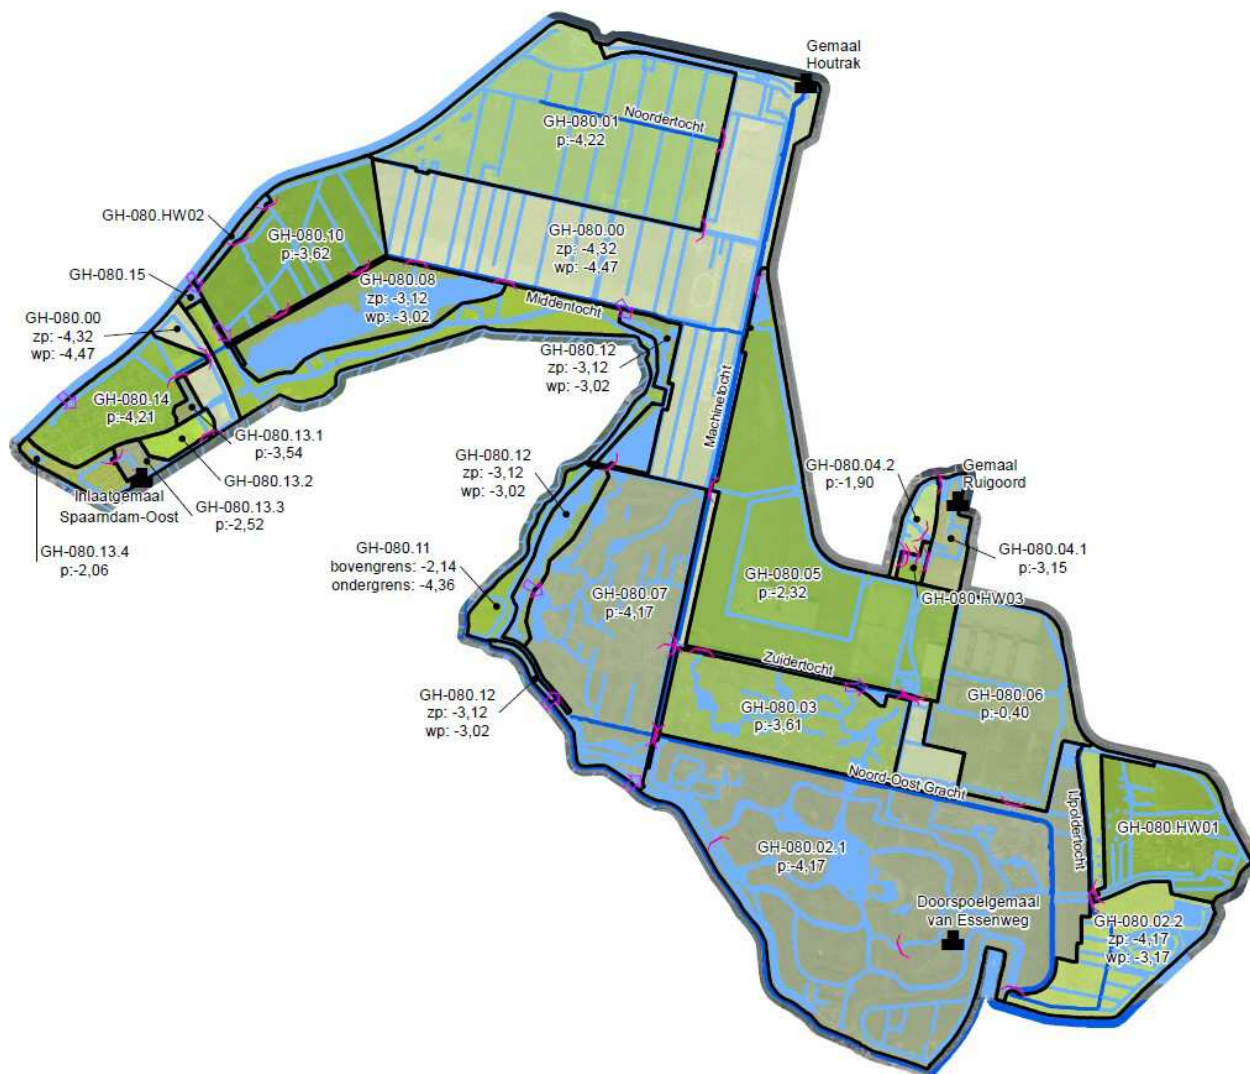 Gemaal
Houtrak
Noordertocht
GH-080.01
p:-4,22
GH-080.HW02
GH-080.10
p:-3,62
GH-080.00
zp: -4,32
wp: -4,47
GH-080.15
GH-080.08
zp: -3,12
wp: -3,02
Middentocht
GH-080.00
zp: -4,32
wp: -4,47
GH-080.12
zp: -3,12
wp: -3,02
GH-080.14
p:-4,21
Machinetocht
GH-080.13.1
p:-3,54
GH-080.12
zp: -3,12
wp: -3,02
GH-080.04.2
p:-1,90
Gemaal
Ruigoord
GH-080.13.2
Inlaatgemaal
Spaarndam-Oost
GH-080.13.3
p:-2,52
GH-080.13.4
p:-2,06
GH-080.11
bovengrens: -2,14
ondergrens: -4,36
GH-080.04.1
p:-3,15
GH-080.05
p:-2,32
GH-080.07
p:-4,17
GH-080.HW03
Zuidertocht
GH-080.12
zp: -3,12
wp: -3,02
GH-080.03
p:-3,61
GH-080.06
p:-0,40
Noord-Oost Gracht
IJpoldertocht
GH-080.HW01
GH-080.02.1
p:-4,17
Doorspoelgemaal
van Essenweg
GH-080.02.2
zp: -4,17
wp: -3,17